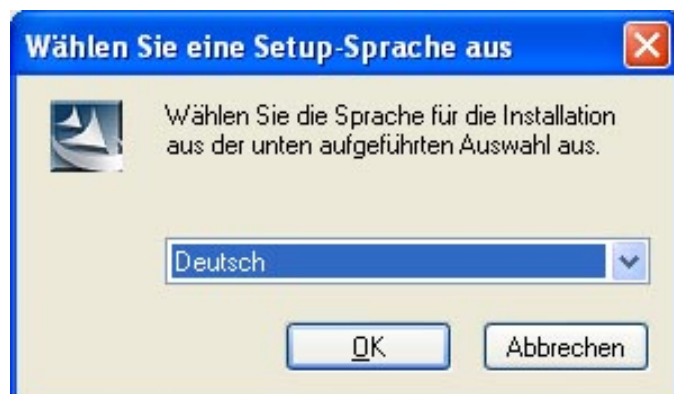 Wählen Sie eine Setup-Sprache aus
Wählen Sie die Sprache für die Installation
aus der unten aufgeführten Auswahl aus.
Deutsch
OK
Abbrechen